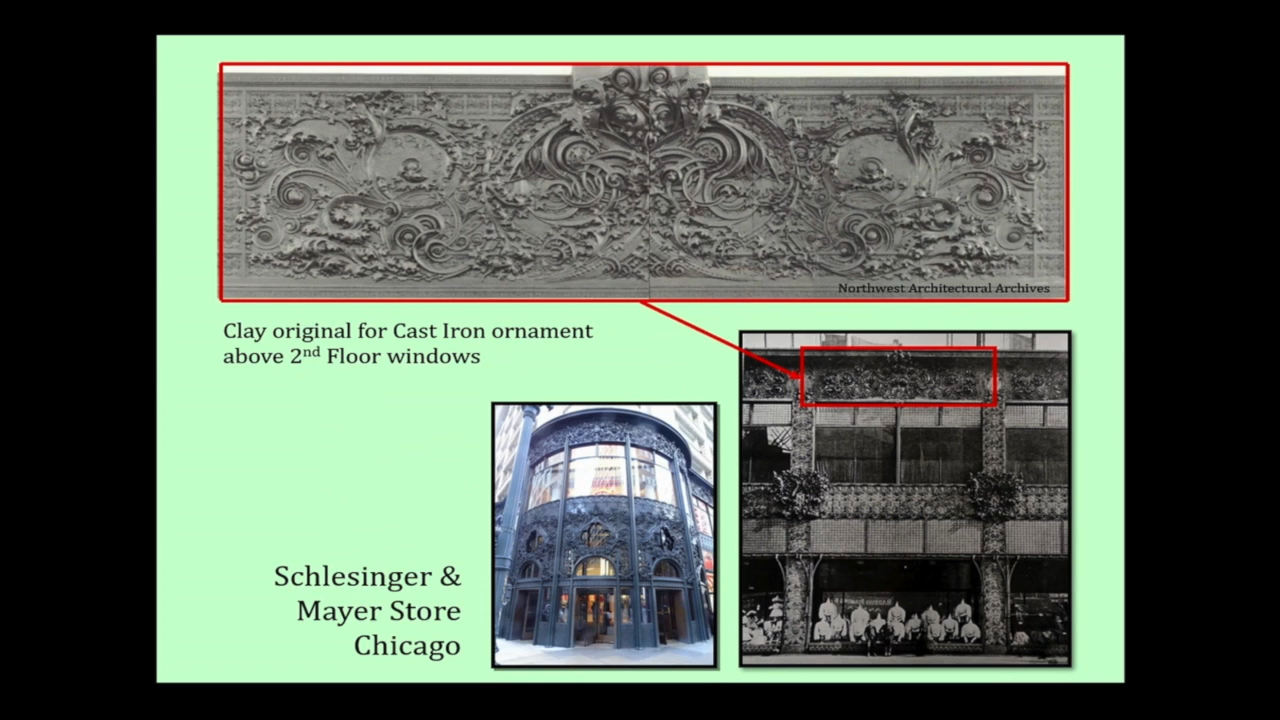 Northwest Architectural Archives
Clay original for Cast Iron ornament
above 2nd Floor windows
Schlesinger &
Mayer Store
Chicago